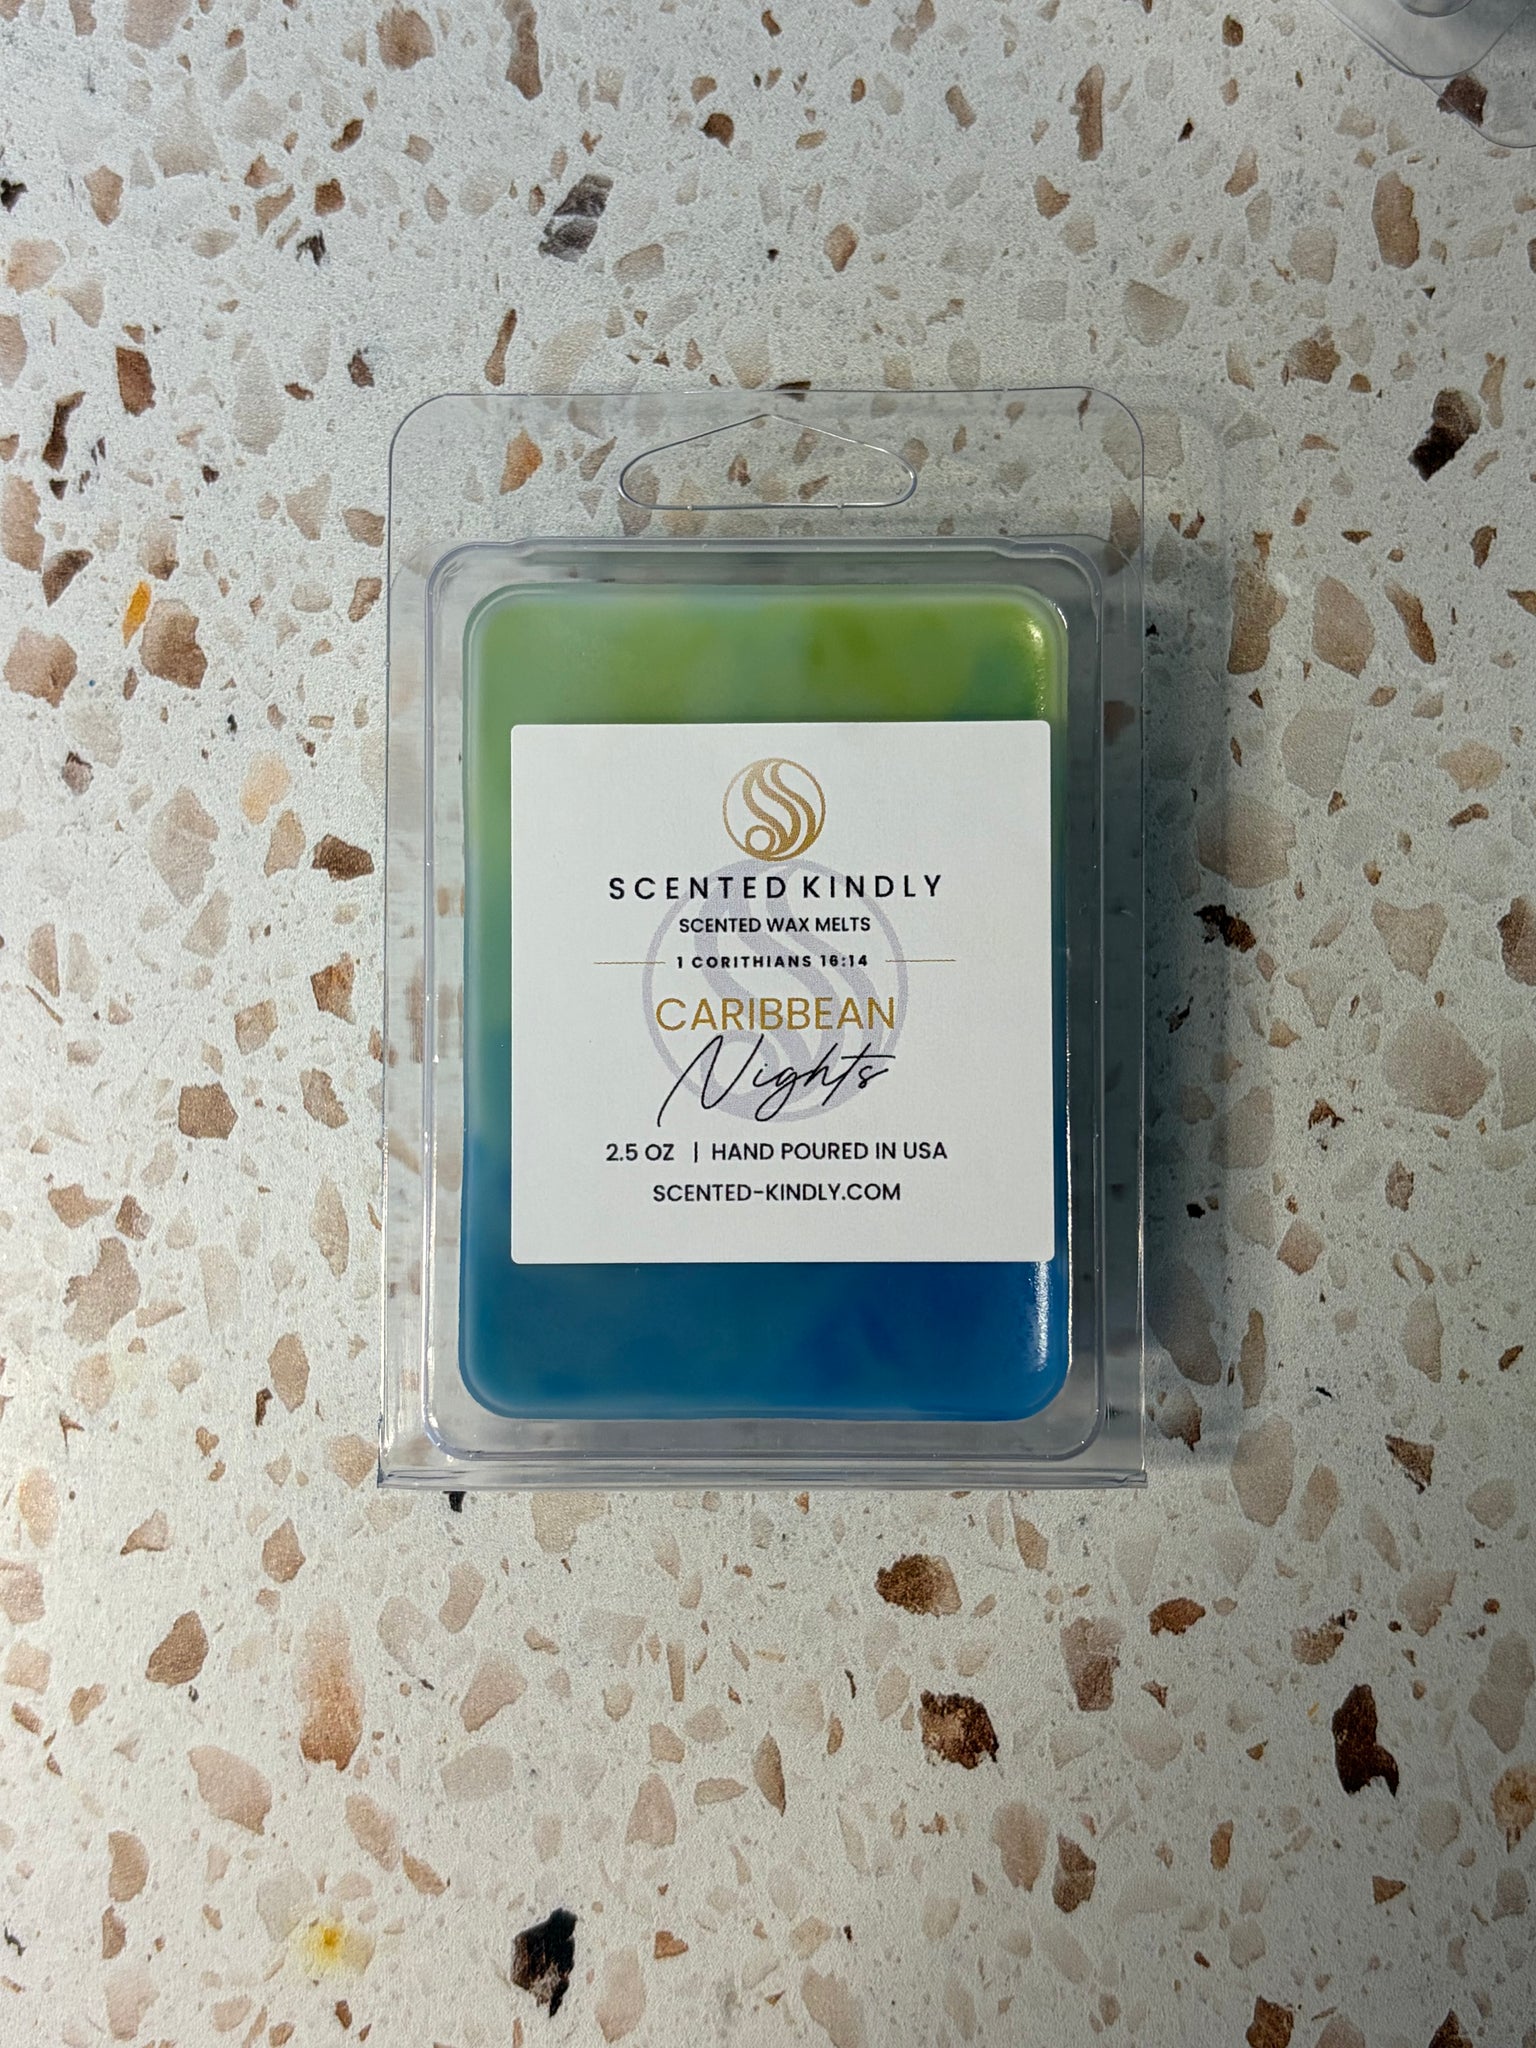 SCENTED KINDLY
SCENTED WAX MELTS
1 CORITHIANS 16:14
CARIBBEAN
Nights
2.5 OZ | HAND POURED IN USA
SCENTED-KINDLY.COM